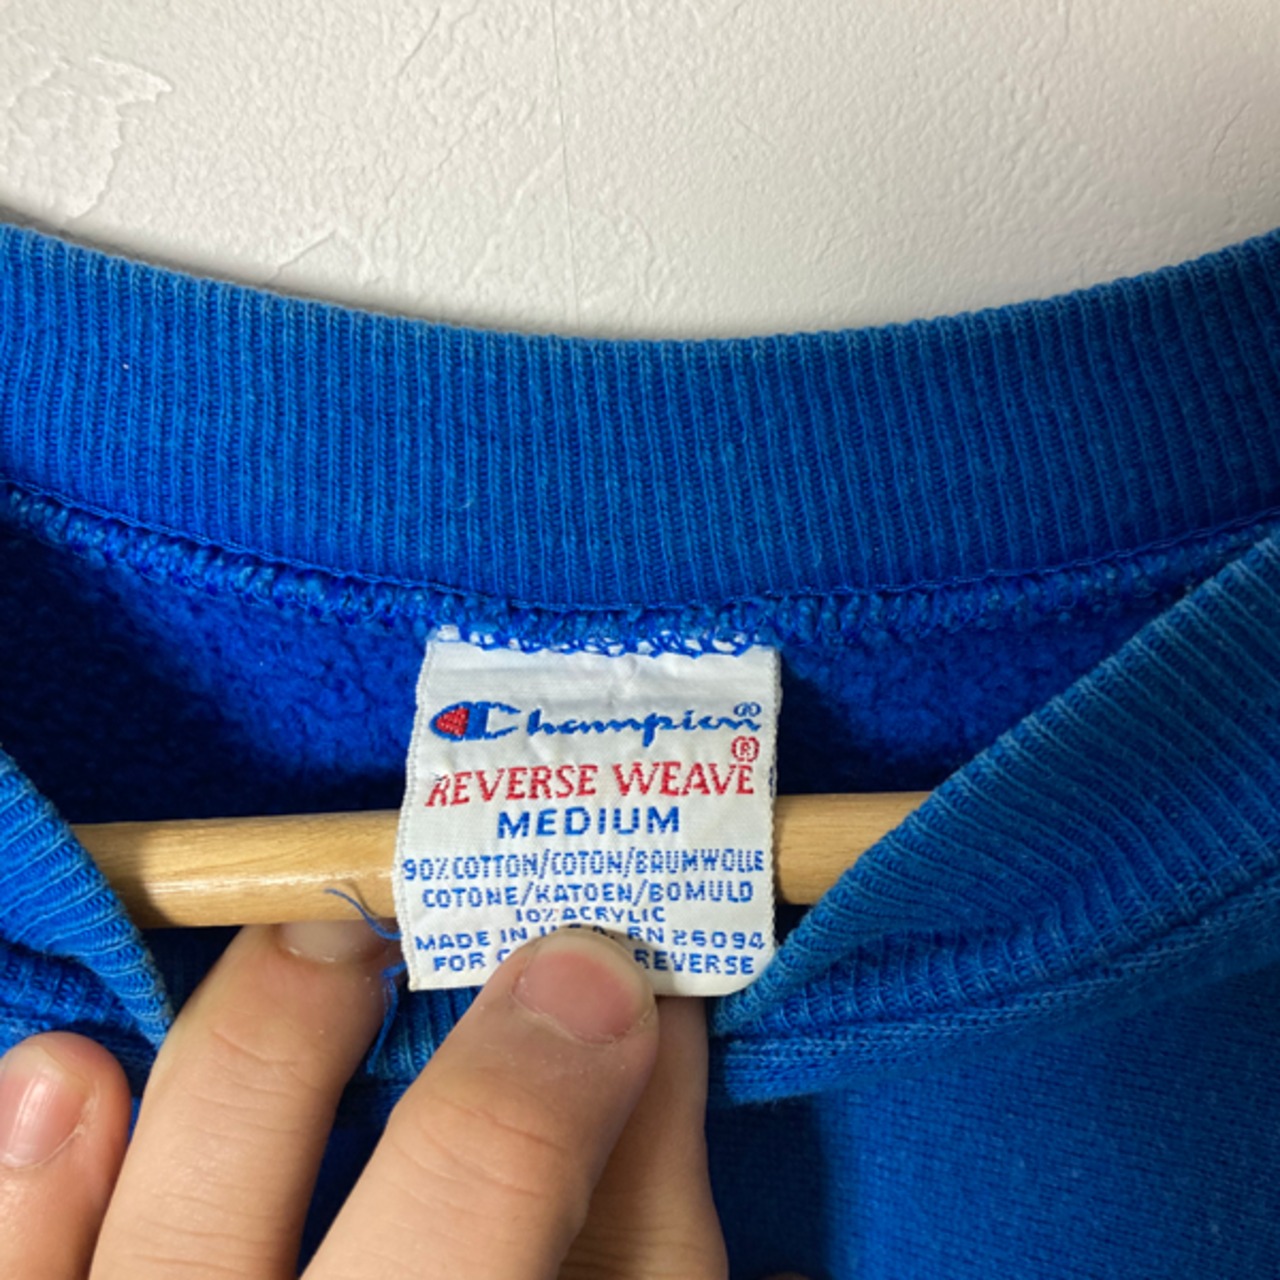 Champion®
®
REVERSE WEAVE
MEDIUM
90% COTTON/COTON/BAUMWOLLE
COTONE/KATOEN/BOMULD
10% ACRYLIC
MADE IN U.S.A. RN 26094
FOR REVERSE